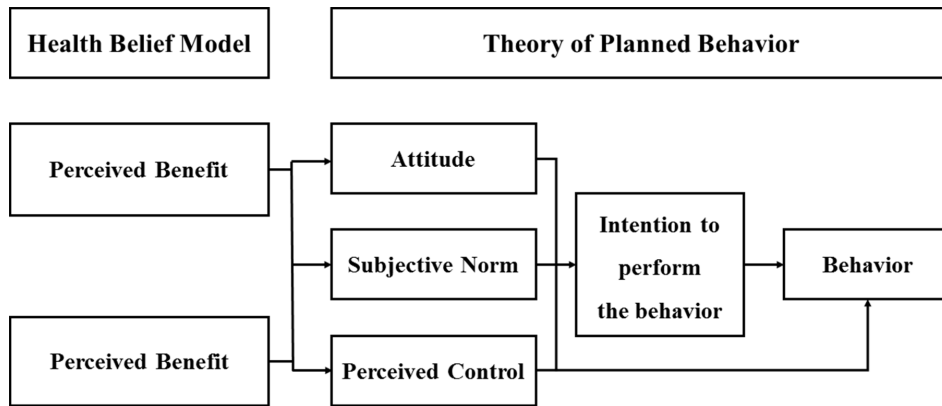 Health Belief Model
Theory of Planned Behavior
Perceived Benefit
Attitude
Subjective Norm
Intention to
perform
the behavior
Behavior
Perceived Benefit
Perceived Control